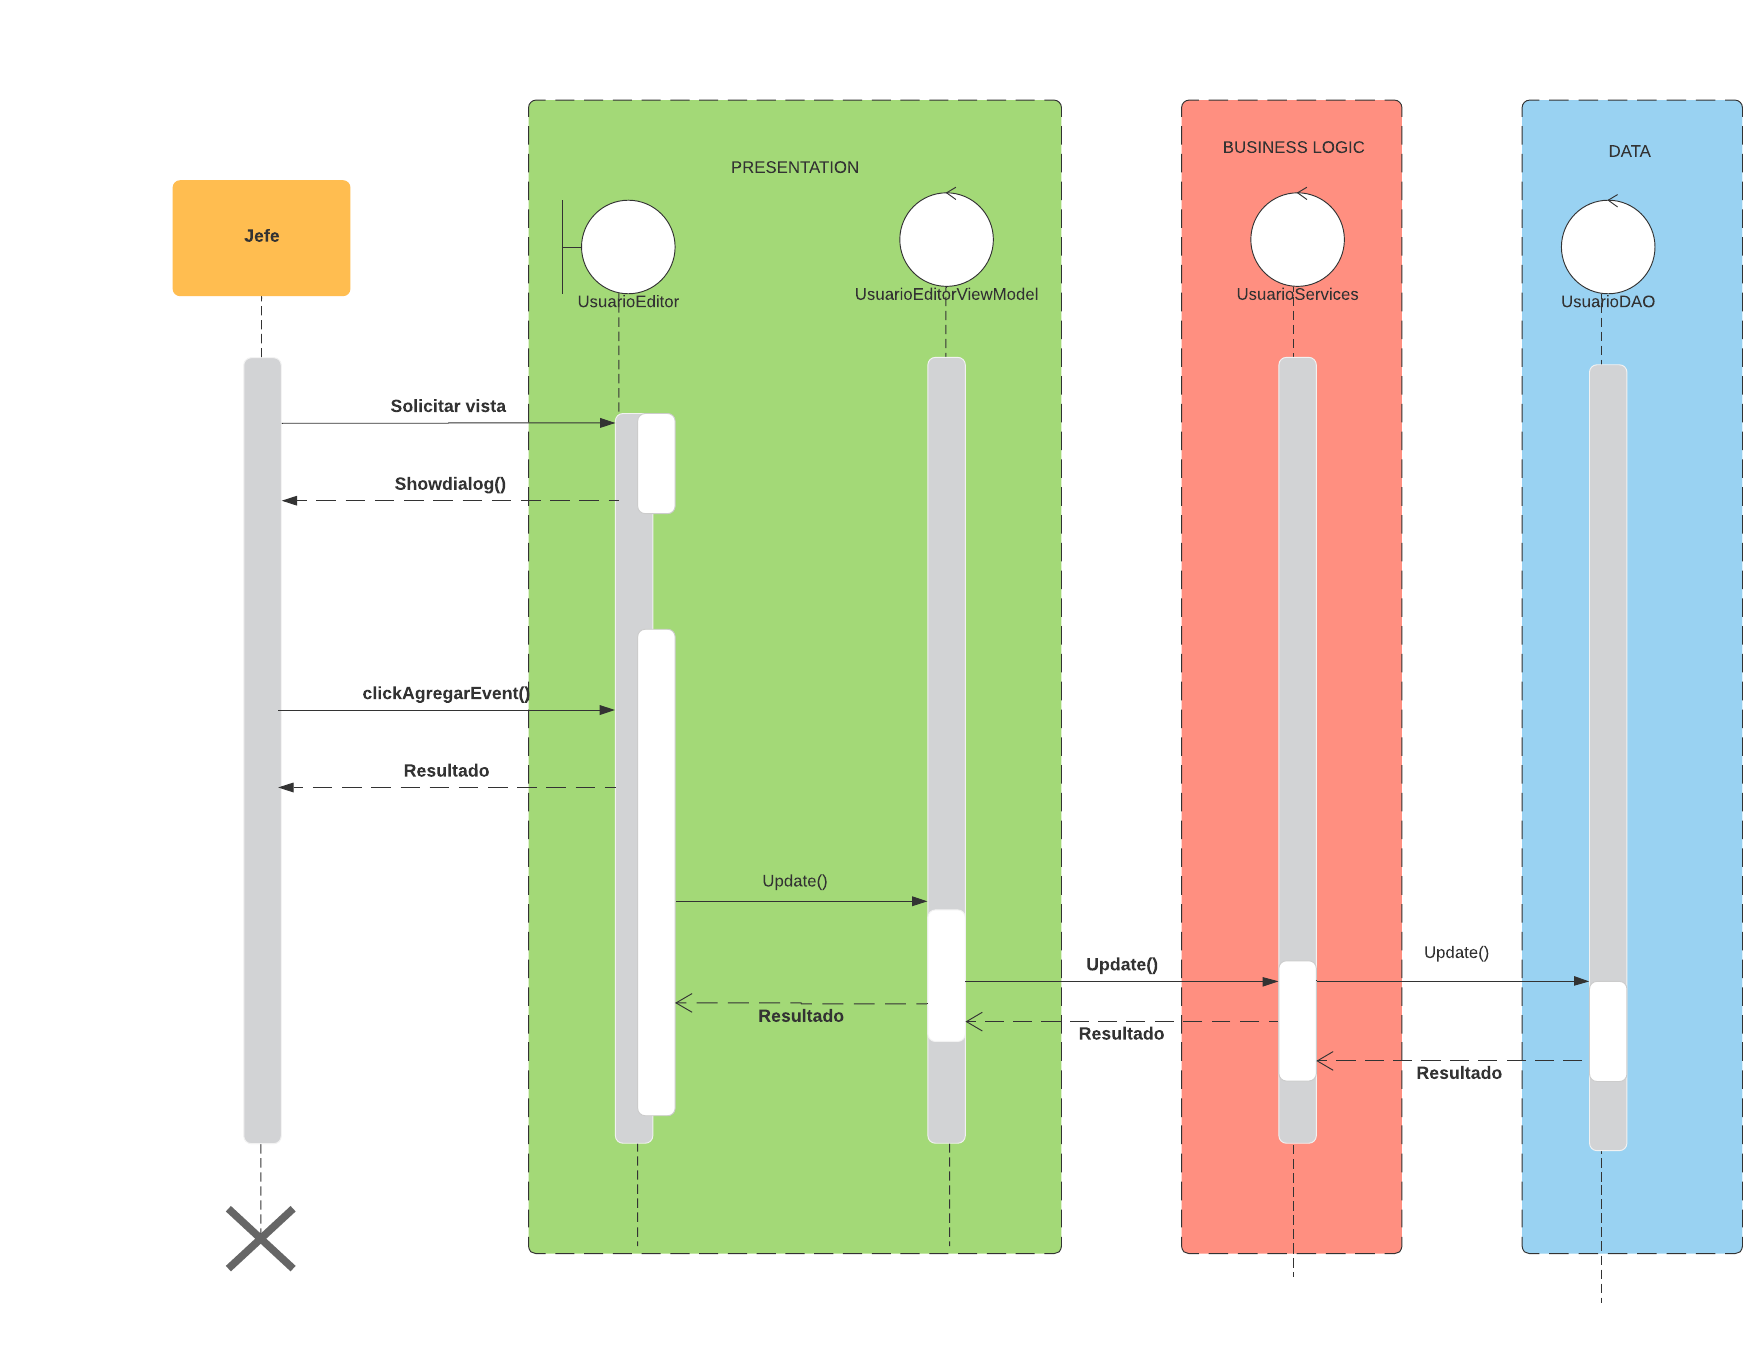 PRESENTATION
BUSINESS LOGIC
DATA
Jefe
UsuarioEditor
UsuarioEditorViewModel
UsuarioServices
UsuarioDAO
Solicitar vista
Showdialog()
clickAgregarEvent()
Resultado
Update()
Update()
Update()
Resultado
Resultado
Resultado